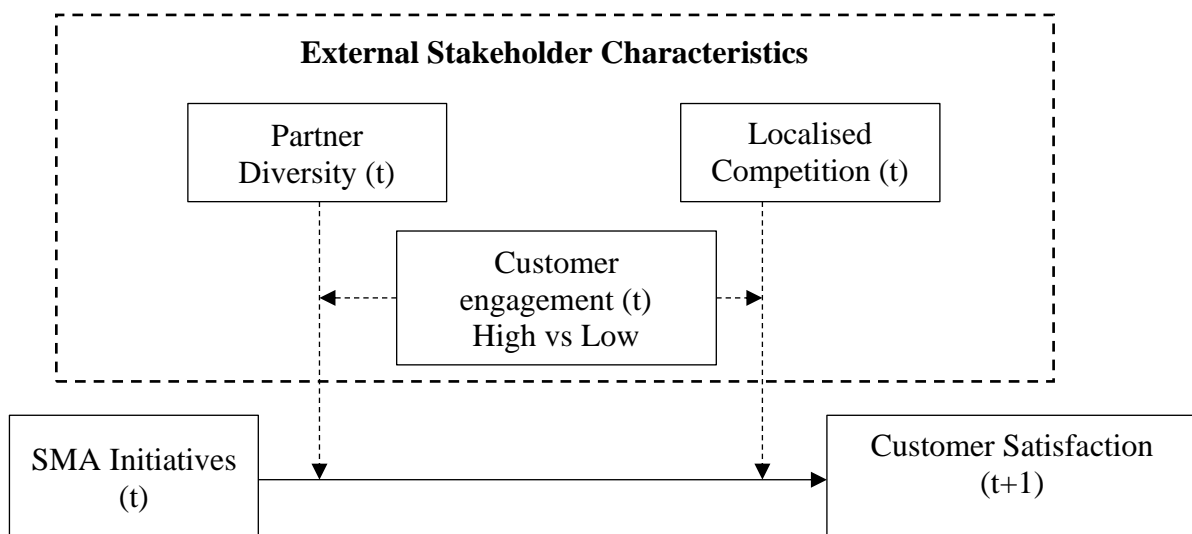 External Stakeholder Characteristics
Partner
Diversity (t)
Localised
Competition (t)
Customer
engagement (t)
High vs Low
SMA Initiatives
(t)
Customer Satisfaction
(t+1)